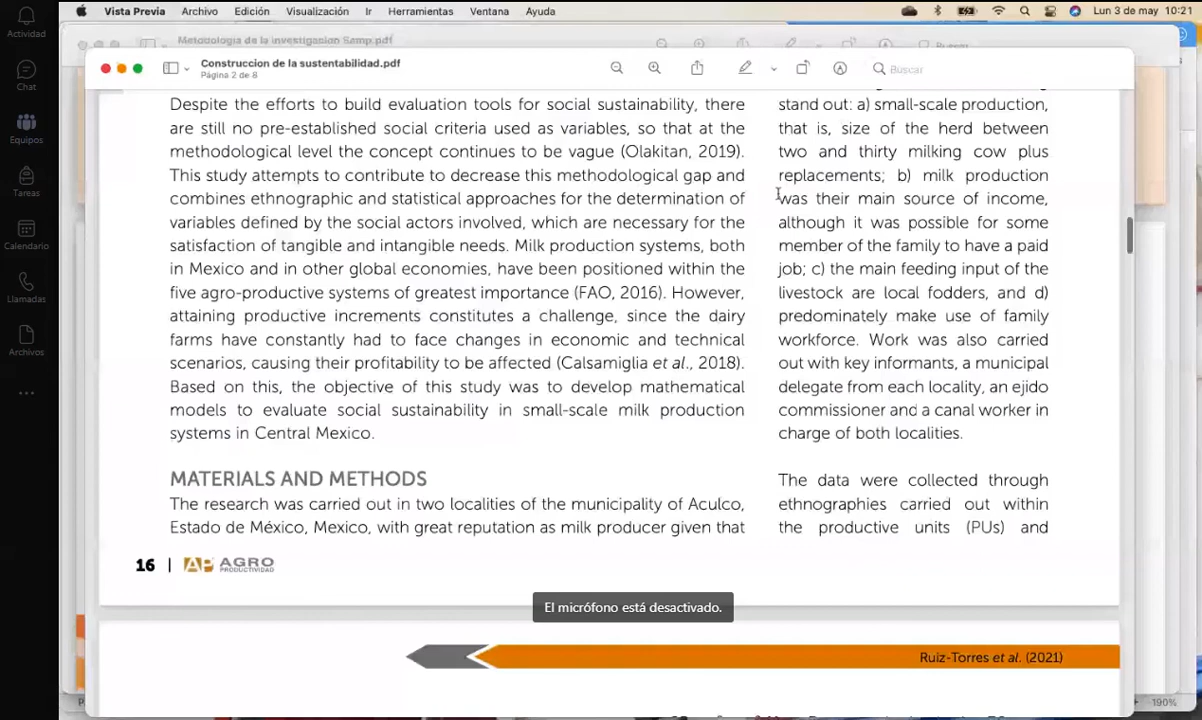 Vista Previa Archivo Edición Visualización Ir Herramientas Ventana Ayuda
Lun 3 de may 10:21
Actividad
Chat
Equipos
Tareas
Calendario
Llamadas
Archivos
Metodologia de la investigacion Samp.pdf
Buscar
Construccion de la sustentabilidad.pdf
Página 2 de 8
Buscar
Despite the efforts to build evaluation tools for social sustainability, there
are still no pre-established social criteria used as variables, so that at the
methodological level the concept continues to be vague (Olakitan, 2019).
This study attempts to contribute to decrease this methodological gap and
combines ethnographic and statistical approaches for the determination of
variables defined by the social actors involved, which are necessary for the
satisfaction of tangible and intangible needs. Milk production systems, both
in Mexico and in other global economies, have been positioned within the
five agro-productive systems of greatest importance (FAO, 2016). However,
attaining productive increments constitutes a challenge, since the dairy
farms have constantly had to face changes in economic and technical
scenarios, causing their profitability to be affected (Calsamiglia et al., 2018).
Based on this, the objective of this study was to develop mathematical
models to evaluate social sustainability in small-scale milk production
systems in Central Mexico.
MATERIALS AND METHODS
The research was carried out in two localities of the municipality of Aculco,
Estado de México, Mexico, with great reputation as milk producer given that
stand out: a) small-scale production,
that is, size of the herd between
two and thirty milking cow plus
replacements; b) milk production
was their main source of income,
although it was possible for some
member of the family to have a paid
job; c) the main feeding input of the
livestock are local fodders, and d)
predominately make use of family
workforce. Work was also carried
out with key informants, a municipal
delegate from each locality, an ejido
commissioner and a canal worker in
charge of both localities.
The data were collected through
ethnographies carried out within
the productive units (PUs) and
16 | AP AGRO
PRODUCTIVIDAD
El micrófono está desactivado.
Ruiz-Torres et al. (2021)
190%